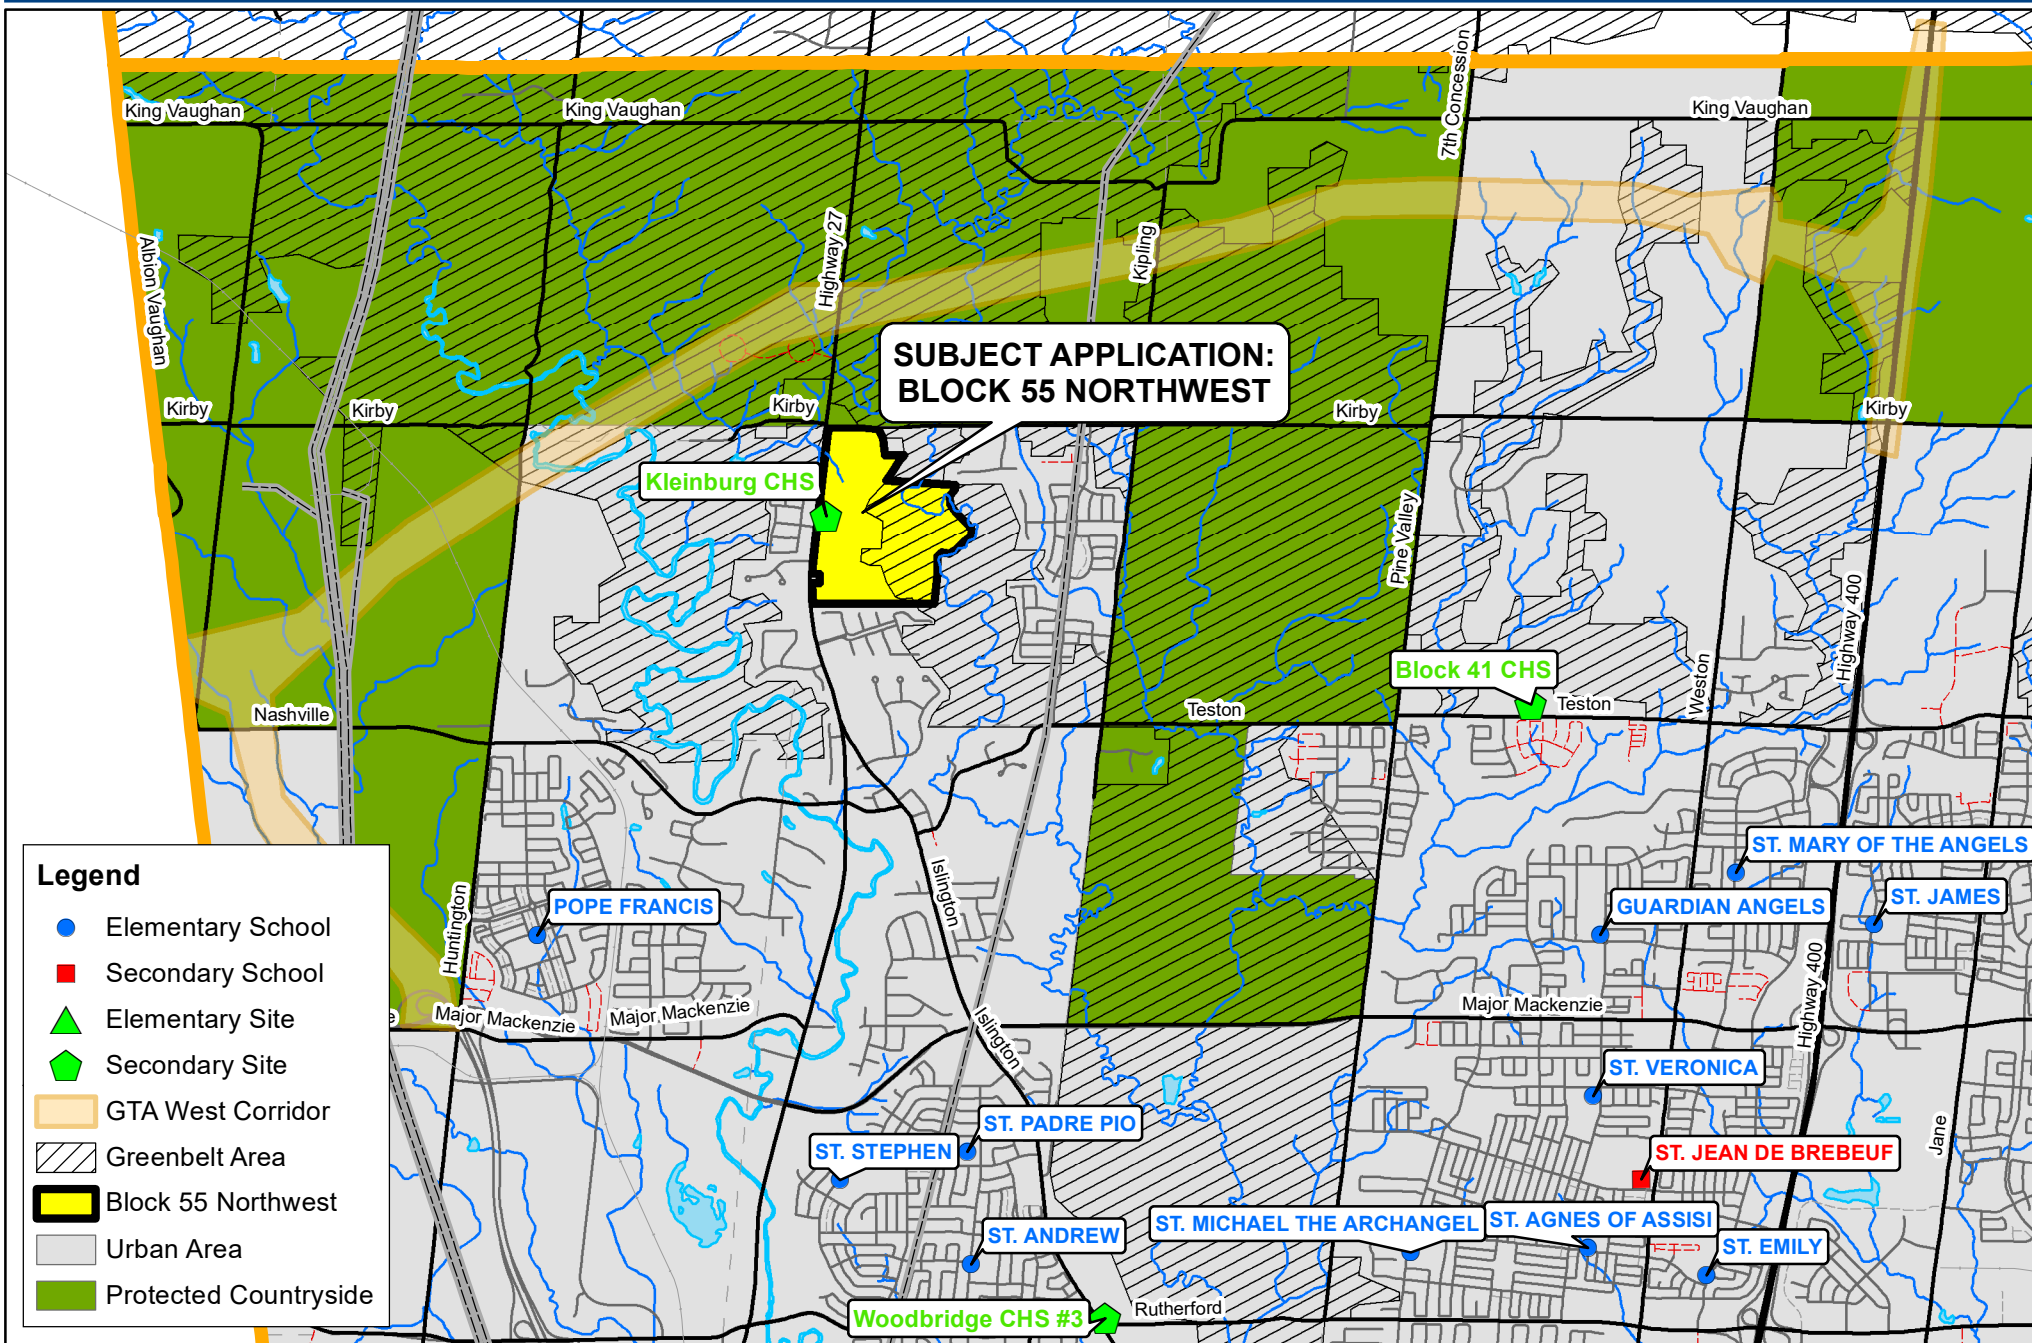 King Vaughan
King Vaughan
7th Concession
King Vaughan
Albion Vaughan
Highway 27
Kipling
SUBJECT APPLICATION:
BLOCK 55 NORTHWEST
Kirby
Kirby
Kirby
Kirby
Kirby
Kleinburg CHS
Pine Valley
Highway 400
Block 41 CHS
Weston
Nashville
Teston
Teston
ST. MARY OF THE ANGELS
Legend
Elementary School
Secondary School
Elementary Site
Secondary Site
GTA West Corridor
Greenbelt Area
Block 55 Northwest
Urban Area
Protected Countryside
Huntington
POPE FRANCIS
Islington
GUARDIAN ANGELS
ST. JAMES
Highway 400
e
Major Mackenzie
Major Mackenzie
Islington
Major Mackenzie
ST. VERONICA
ST. PADRE PIO
ST. STEPHEN
Jane
ST. JEAN DE BREBEUF
ST. ANDREW
ST. MICHAEL THE ARCHANGEL
ST. AGNES OF ASSISI
ST. EMILY
Woodbridge CHS #3
Rutherford